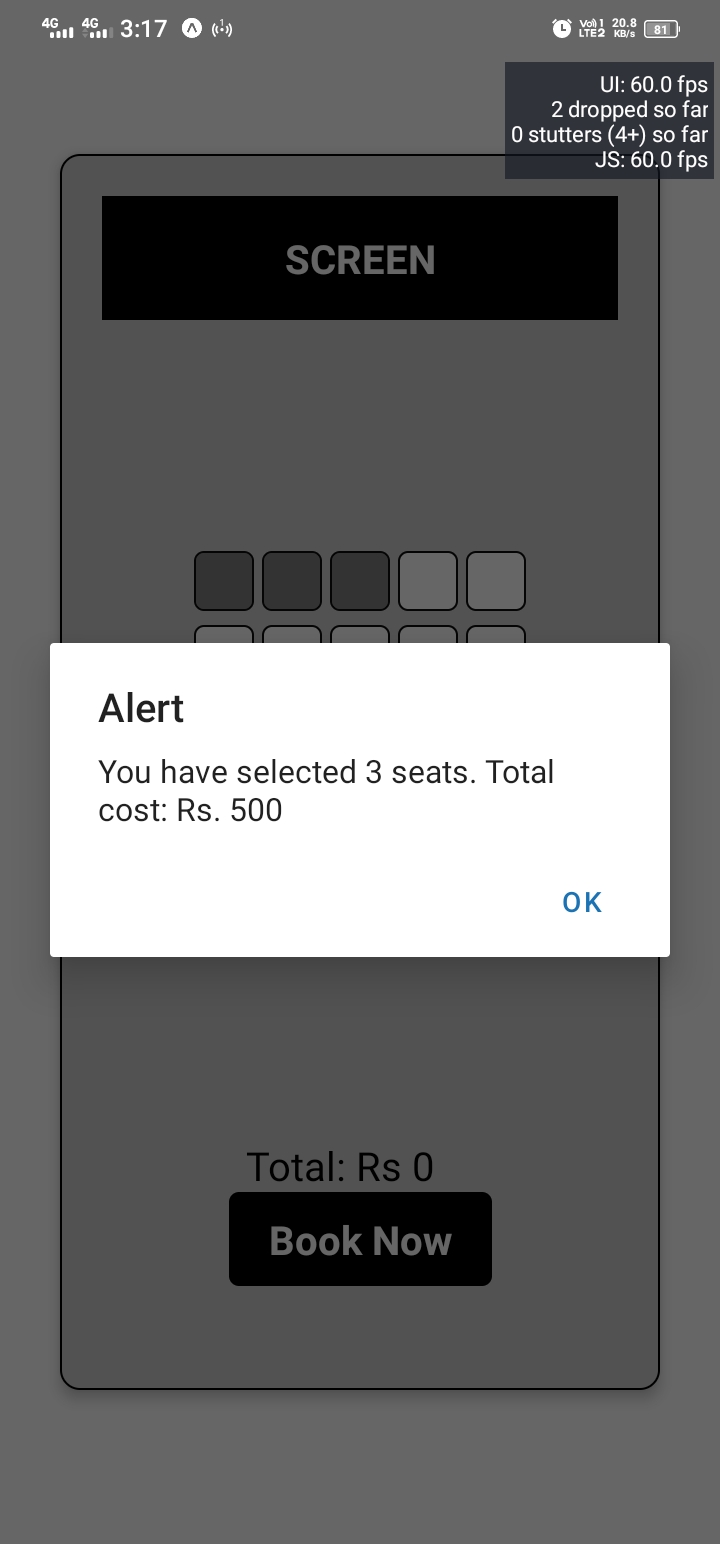 4G 4G 3:17 1 Vo) 1 LTE2 20.8 KB/s 81
UI: 60.0 fps
2 dropped so far
0 stutters (4+) so far
JS: 60.0 fps
SCREEN
Alert
You have selected 3 seats. Total
cost: Rs. 500
OK
Total: Rs 0
Book Now